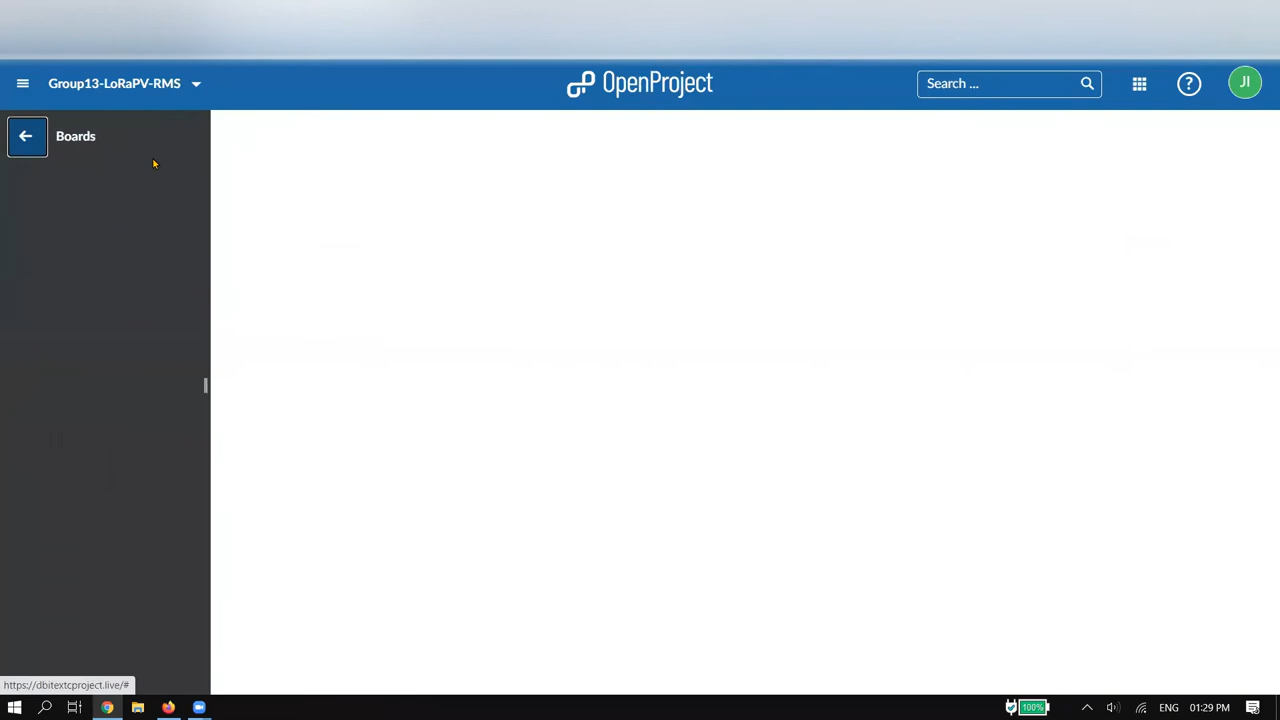 Group13-LoRaPV-RMS
OpenProject
Search ...
?
JI
Boards
https://dbitextcproject.live/#
100%
ENG
01:29 PM